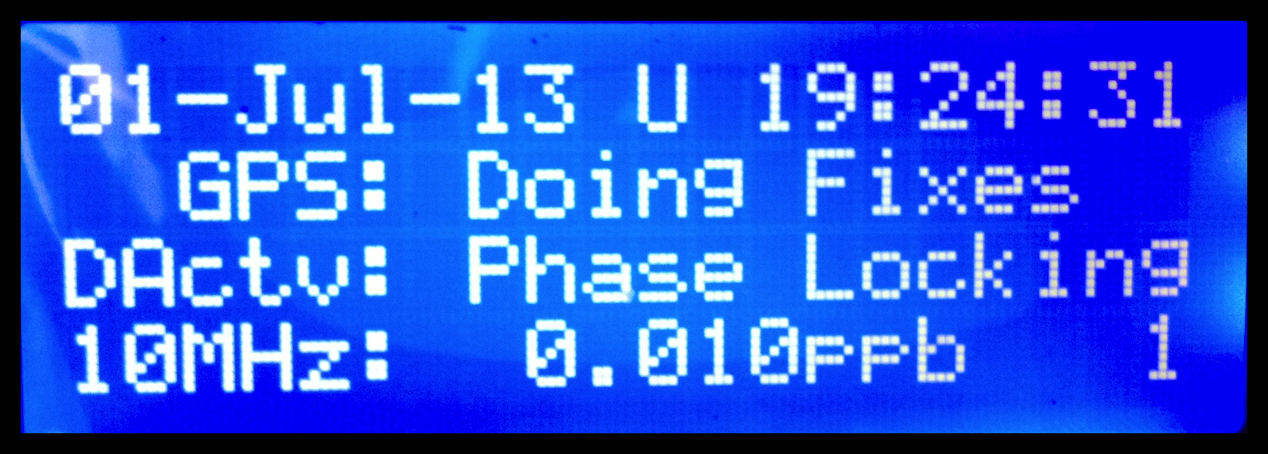 01-Jul-13 U 19:24:31
GPS: Doing Fixes
DActv: Phase Locking
10MHz: 0.010ppb 1